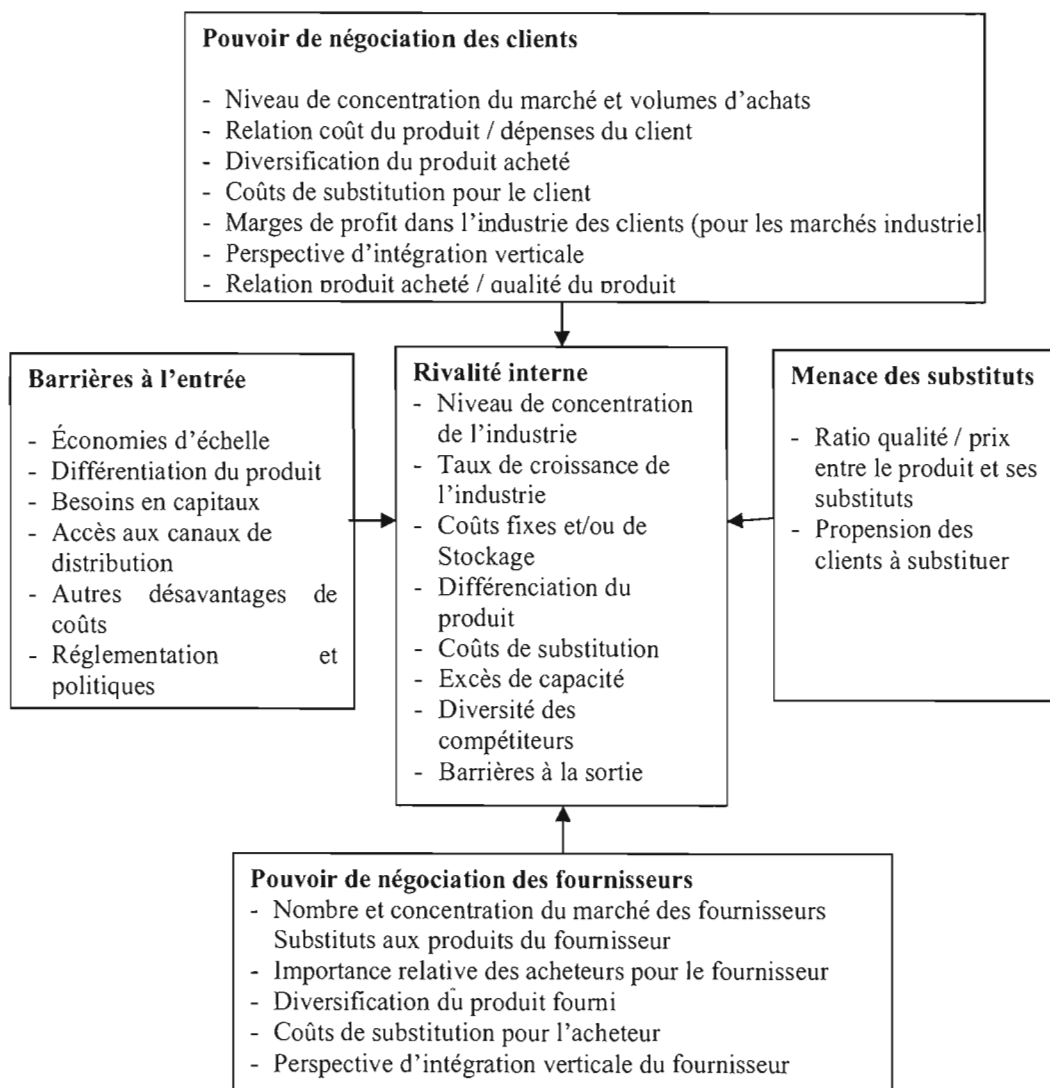 Pouvoir de négociation des clients
- Niveau de concentration du marché et volumes d'achats
- Relation coût du produit / dépenses du client
- Diversification du produit acheté
- Coûts de substitution pour le client
- Marges de profit dans l'industrie des clients (pour les marchés industriel
- Perspective d'intégration verticale
- Relation produit acheté / qualité du produit
Barrières à l'entrée
- Économies d'échelle
- Différentiation du produit
- Besoins en capitaux
- Accès aux canaux de
distribution
- Autres désavantages de
coûts
- Réglementation et
politiques
Rivalité interne
- Niveau de concentration
de l'industrie
- Taux de croissance de
l'industrie
- Coûts fixes et/ou de
Stockage
- Différenciation du
produit
- Coûts de substitution
- Excès de capacité
- Diversité des
compétiteurs
- Barrières à la sortie
Menace des substituts
- Ratio qualité / prix
entre le produit et ses
substituts
- Propension des
clients à substituer
Pouvoir de négociation des fournisseurs
- Nombre et concentration du marché des fournisseurs
Substituts aux produits du fournisseur
- Importance relative des acheteurs pour le fournisseur
- Diversification du produit fourni
- Coûts de substitution pour l'acheteur
- Perspective d'intégration verticale du fournisseur